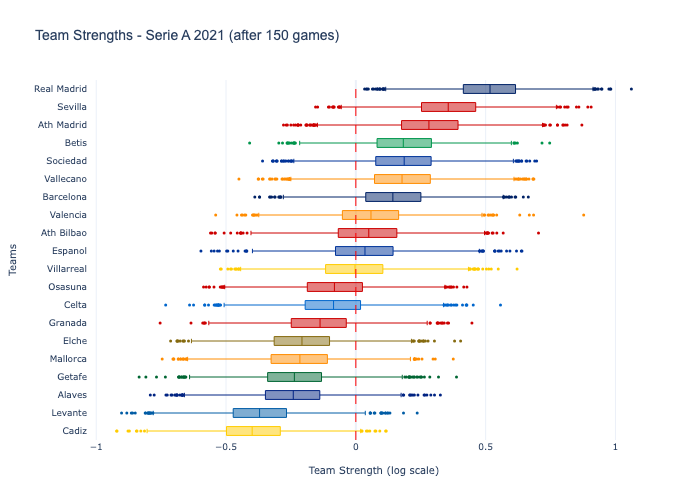 Team Strengths - Serie A 2021 (after 150 games)
Real Madrid
Sevilla
Ath Madrid
Betis
Sociedad
Vallecano
Barcelona
Valencia
Ath Bilbao
Espanol
Villarreal
Osasuna
Celta
Granada
Elche
Mallorca
Getafe
Alaves
Levante
Cadiz
Teams
−1 −0.5 0 0.5 1
Team Strength (log scale)